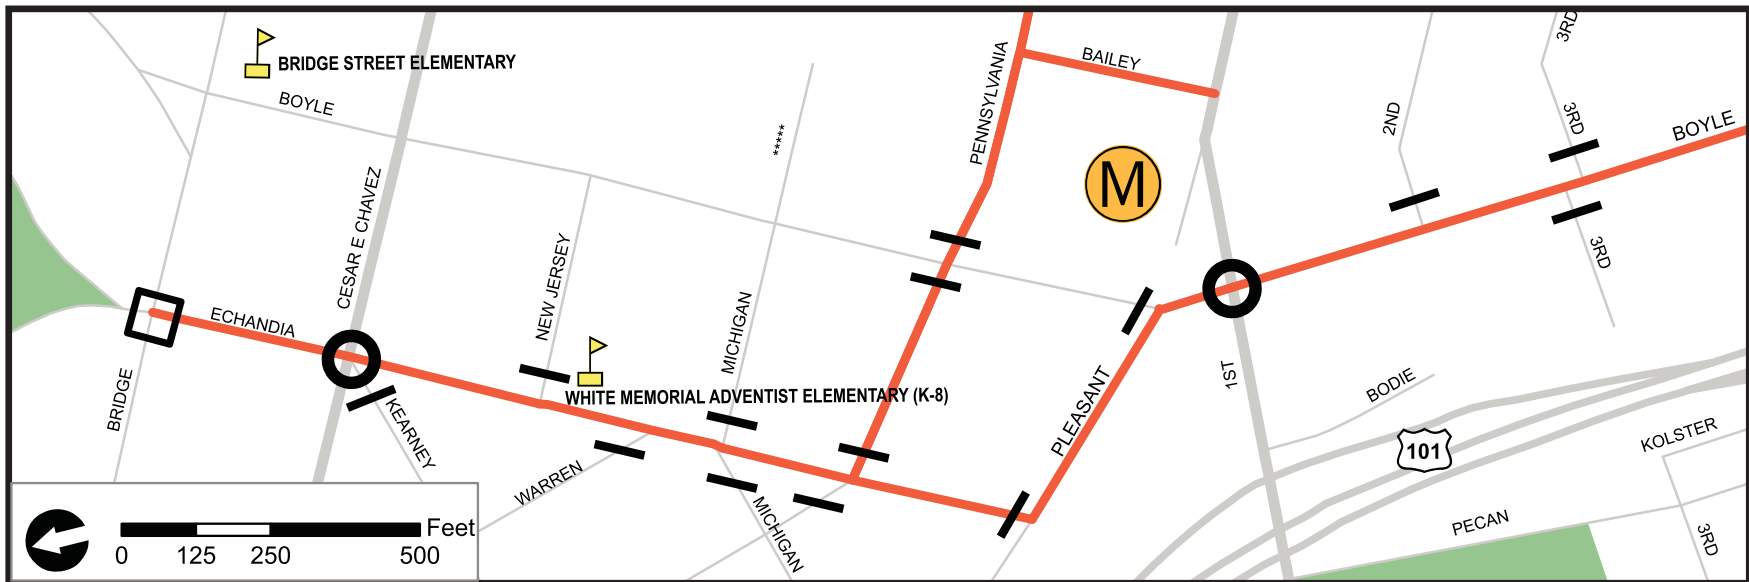 BRIDGE STREET ELEMENTARY
BOYLE
CESAR E CHAVEZ
*****
PENNSYLVANIA
BAILEY
M
2ND
3RD
3RD
BOYLE
3RD
ECHANDIA
BRIDGE
NEW JERSEY
MICHIGAN
WHITE MEMORIAL ADVENTIST ELEMENTARY (K-8)
KEARNEY
WARREN
MICHIGAN
PLEASANT
1ST
BODIE
101
KOLSTER
PECAN
3RD
0 125 250 500 Feet